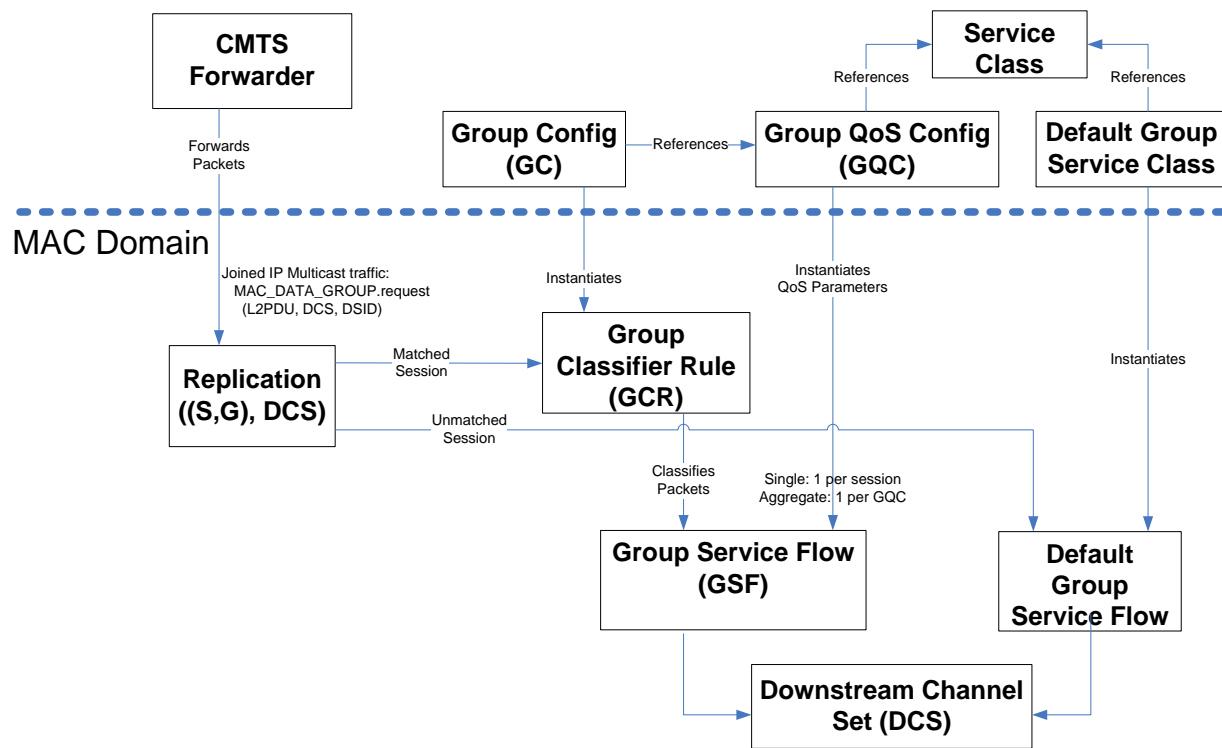 CMTS
Forwarder
Service
Class
References
References
Group Config
(GC)
References
Group QoS Config
(GQC)
Default Group
Service Class
Forwards
Packets
MAC Domain
Joined IP Multicast traffic:
MAC_DATA_GROUP.request
(L2PDU, DCS, DSID)
Instantiates
Instantiates
QoS Parameters
Instantiates
Replication
((S,G), DCS)
Matched
Session
Group
Classifier Rule
(GCR)
Unmatched
Session
Classifies
Packets
Single: 1 per session
Aggregate: 1 per GQC
Group Service Flow
(GSF)
Default
Group
Service Flow
Downstream Channel
Set (DCS)